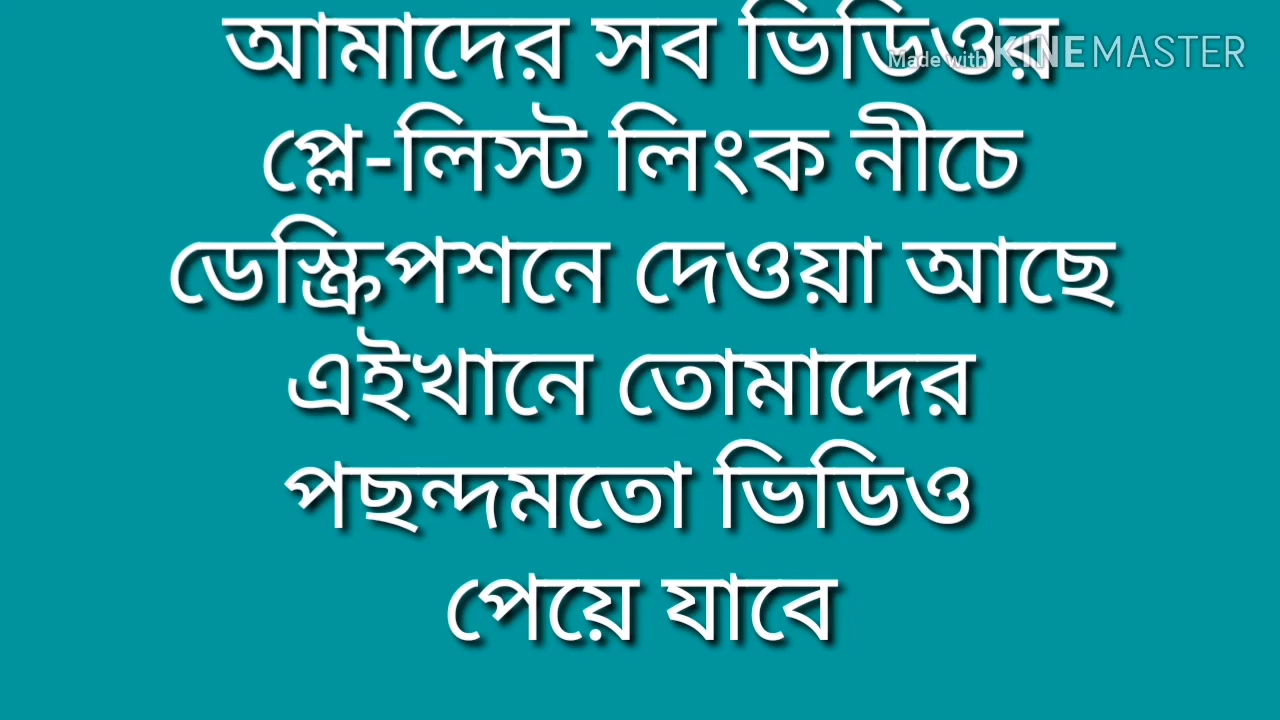 আমাদের সব ভিডিওর
Made with KINEMASTER
প্লে-লিস্ট লিংক নীচে
ডেস্ক্রিপশনে দেওয়া আছে
এইখানে তোমাদের
পছন্দমতো ভিডিও
পেয়ে যাবে